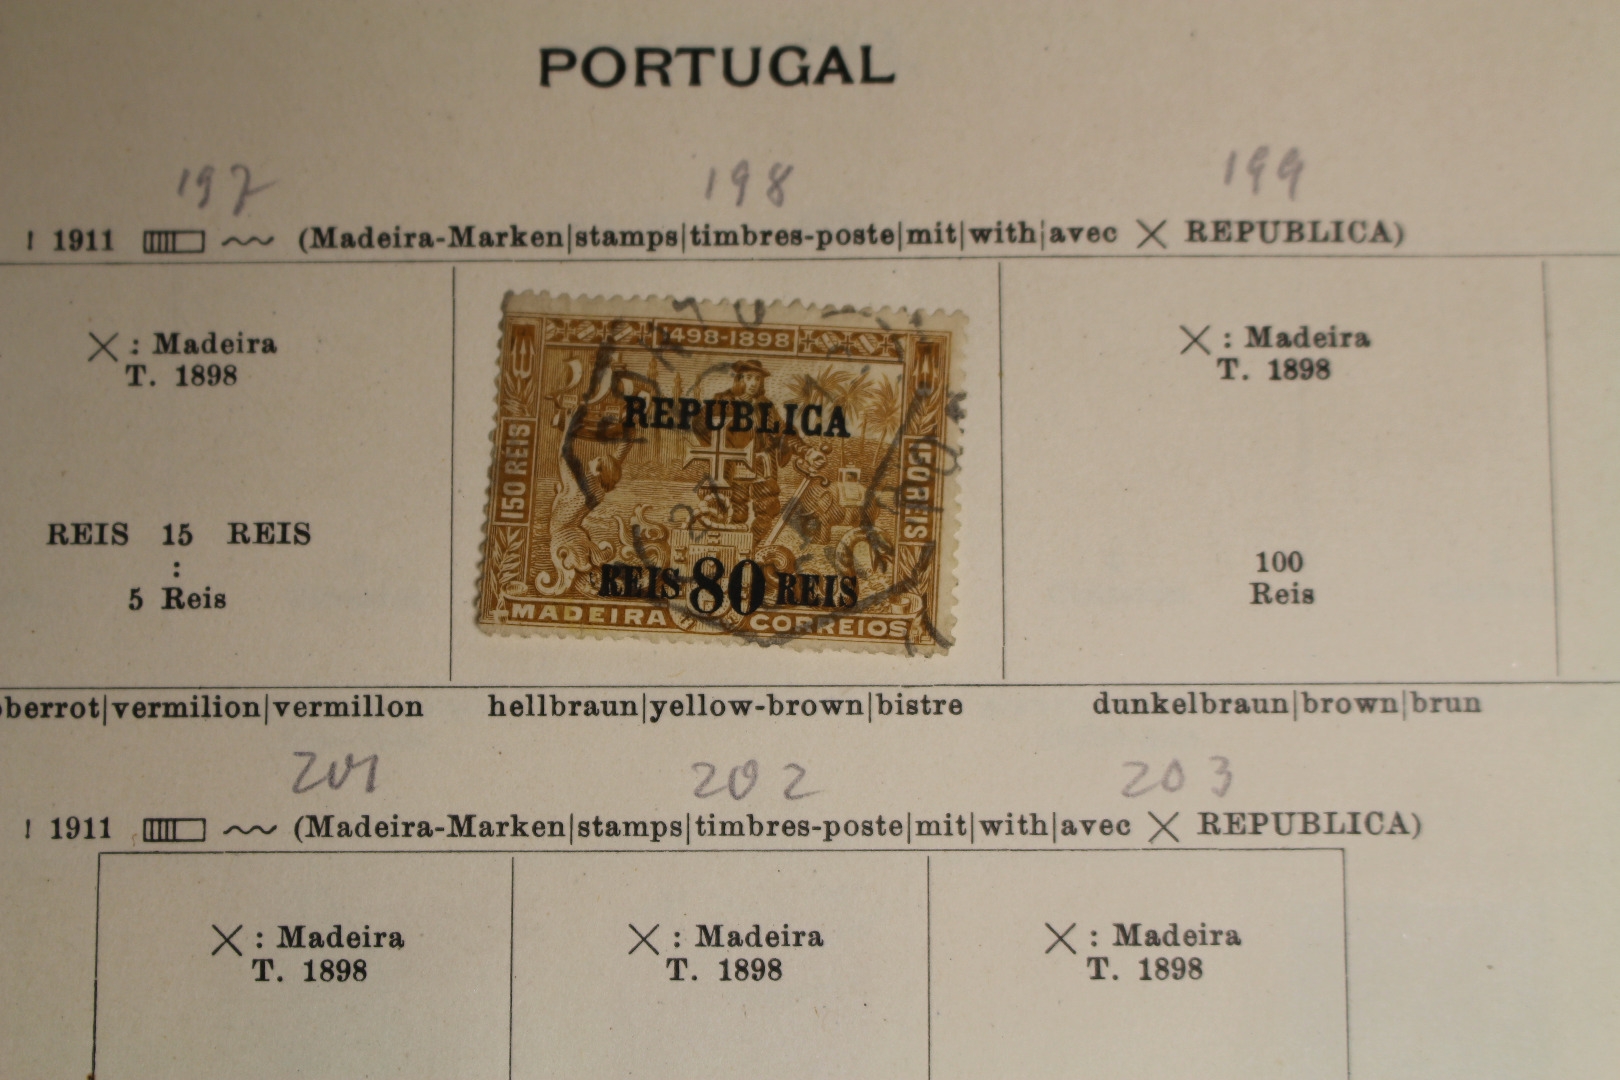 PORTUGAL
197 198 199
! 1911 (Madeira-Marken|stamps|timbres-poste|mit|with|avec REPUBLICA)
: Madeira
T. 1898
REIS 15 REIS
:
5 Reis
1498-1898
REPUBLICA
150 REIS
150 REIS
REIS 80 REIS
MADEIRA CORREIOS
: Madeira
T. 1898
100
Reis
berrot|vermilion|vermillon hellbraun|yellow-brown|bistre dunkelbraun|brown|brun
201 202 203
! 1911 (Madeira-Marken|stamps|timbres-poste|mit|with|avec REPUBLICA)
: Madeira
T. 1898
: Madeira
T. 1898
: Madeira
T. 1898